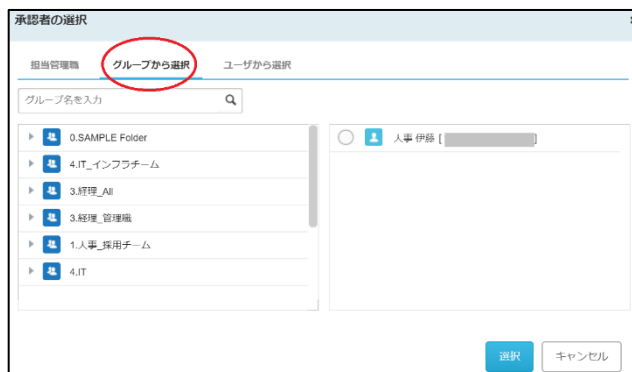 承認者の選択
担当管理職 グループから選択 ユーザから選択
グループ名を入力
0.SAMPLE Folder
4.IT_インフラチーム
3.経理_All
3.経理_管理職
1.人事_採用チーム
4.IT
人事 伊藤 [ ]
選択 キャンセル